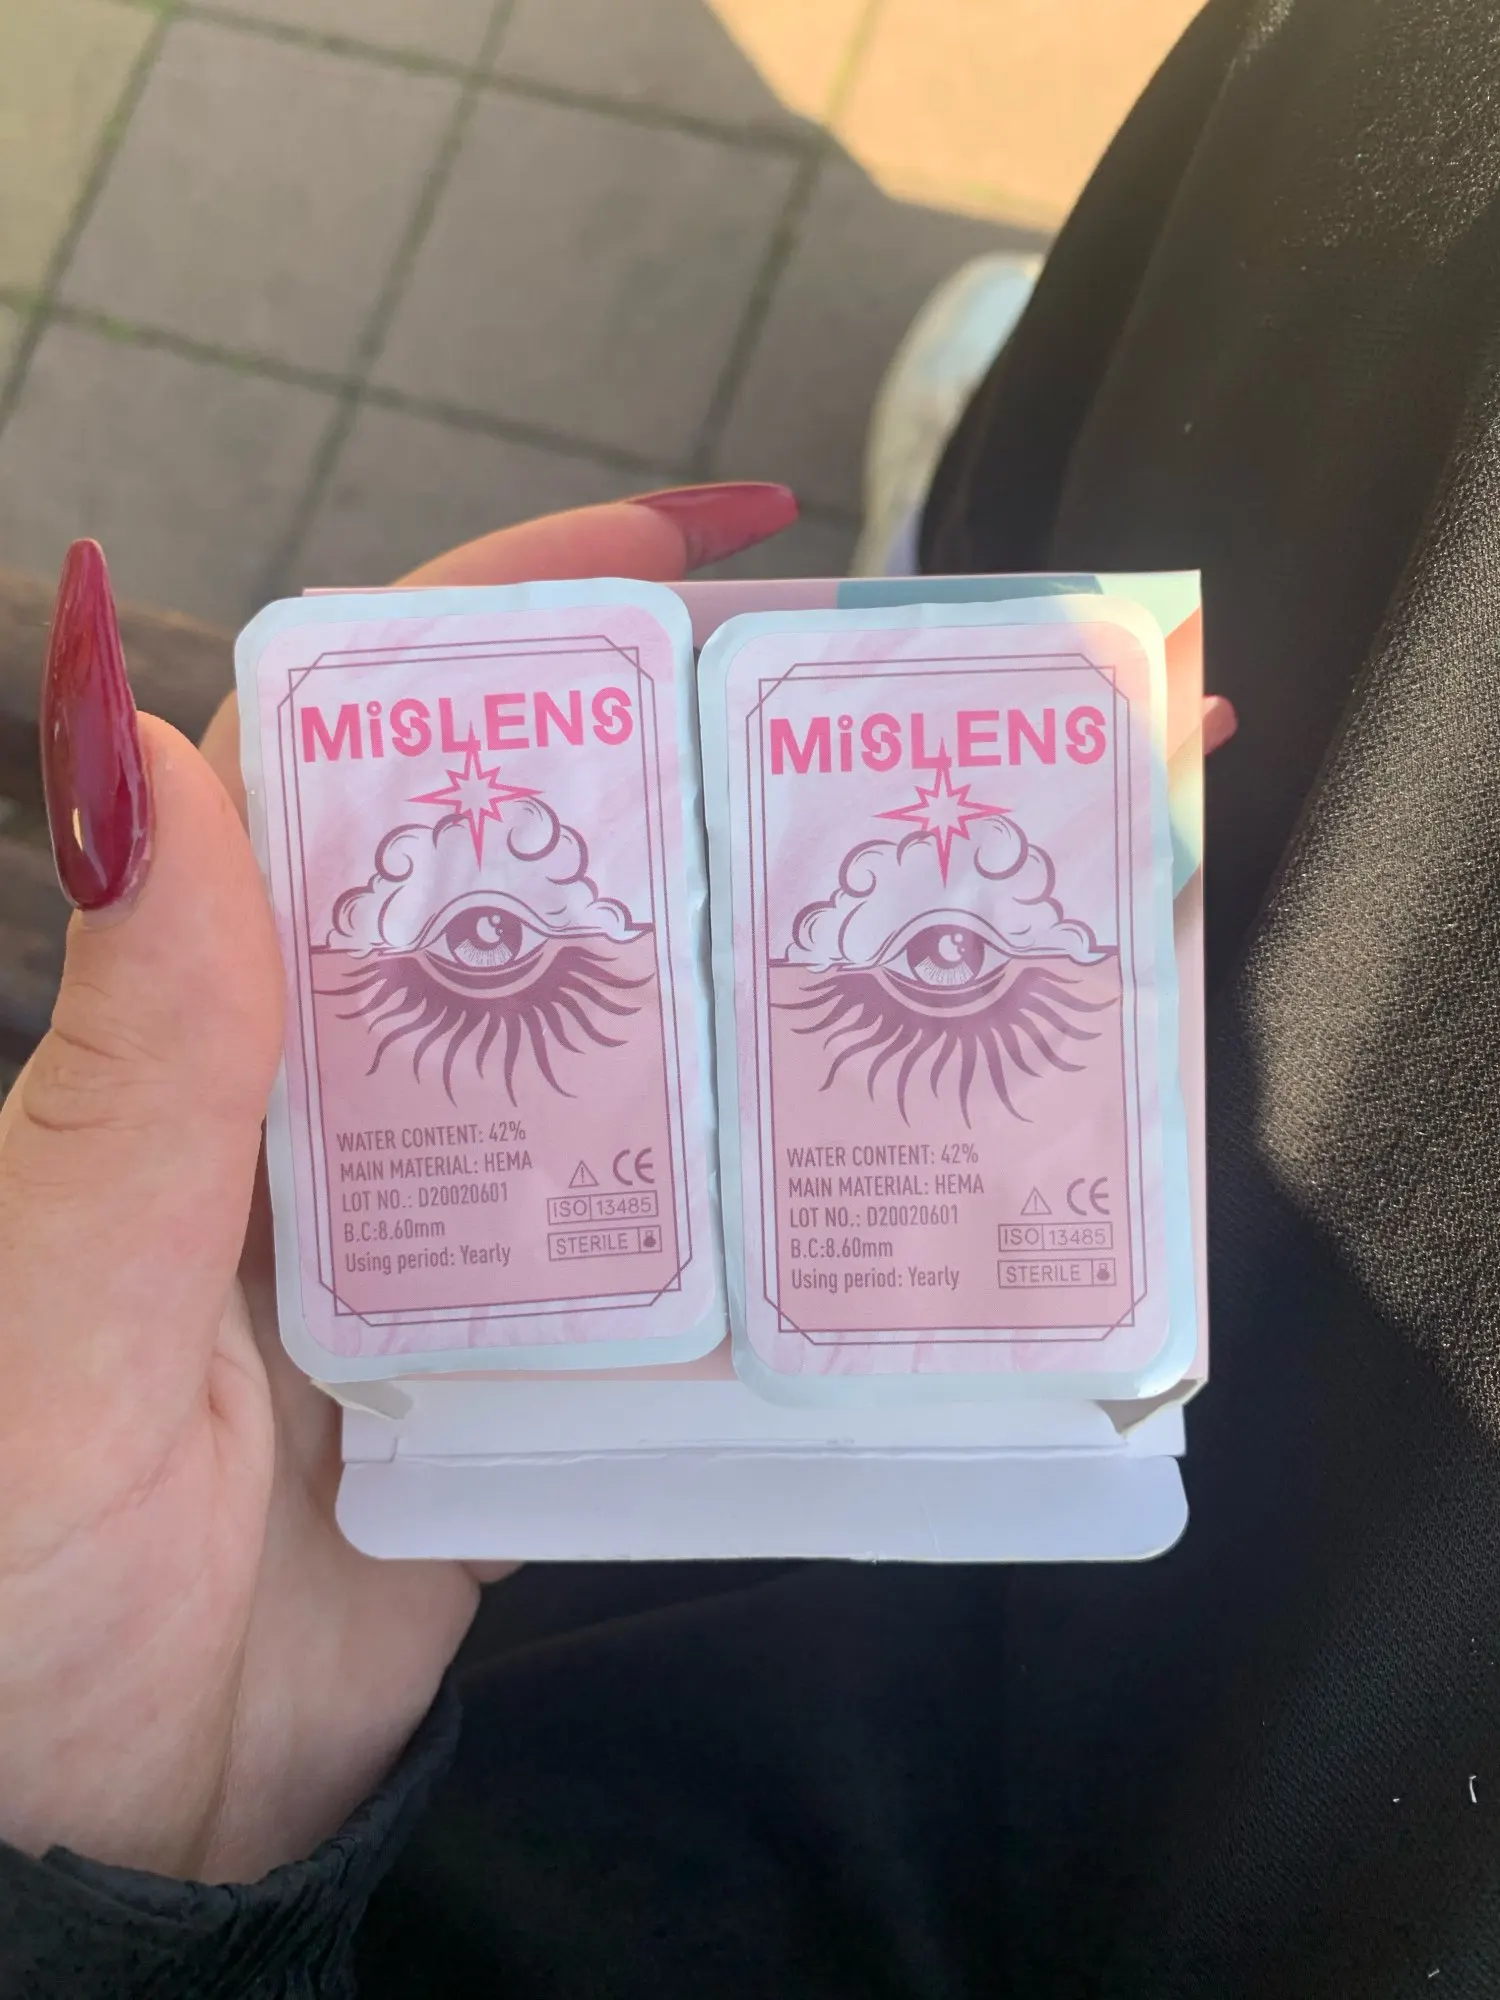 MiSLENS
WATER CONTENT: 42%
MAIN MATERIAL: HEMA
LOT NO.: D20020601
B.C:8.60mm
Using period: Yearly
CE
ISO 13485
STERILE
MiSLENS
WATER CONTENT: 42%
MAIN MATERIAL: HEMA
LOT NO.: D20020601
B.C:8.60mm
Using period: Yearly
CE
ISO 13485
STERILE